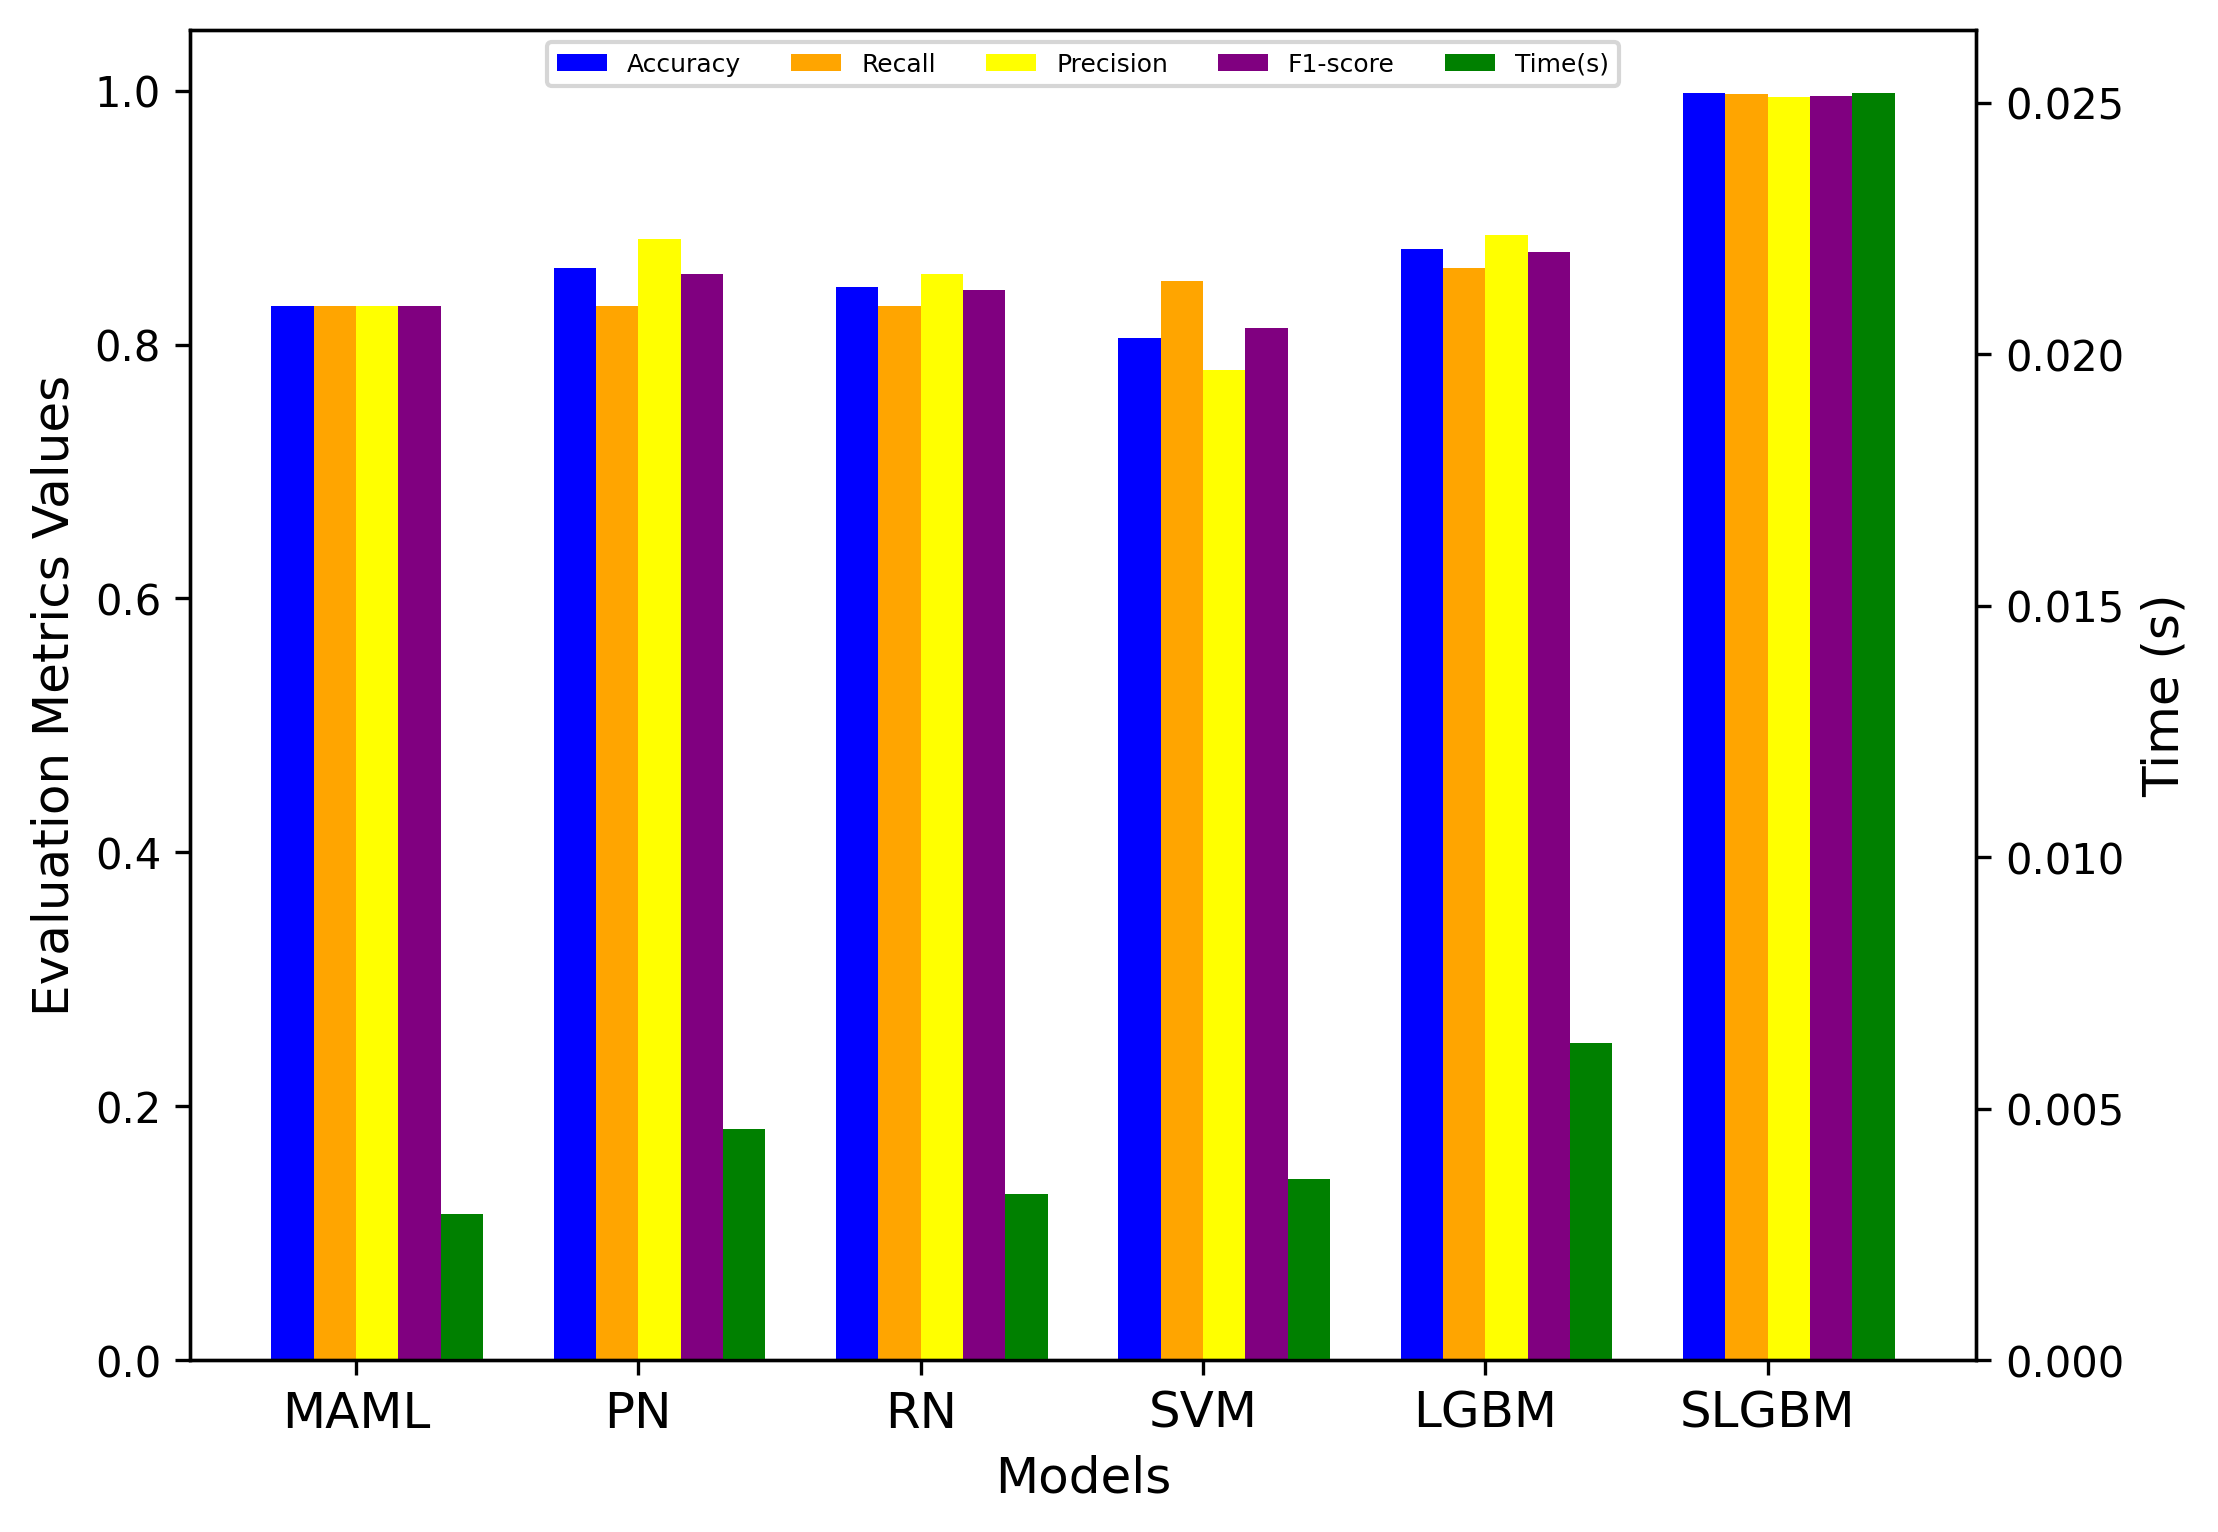 Accuracy Recall Precision F1-score Time(s)
Evaluation Metrics Values
1.0
0.8
0.6
0.4
0.2
0.0
0.025
0.020
0.015
0.010
0.005
0.000
Time (s)
MAML PN RN SVM LGBM SLGBM
Models